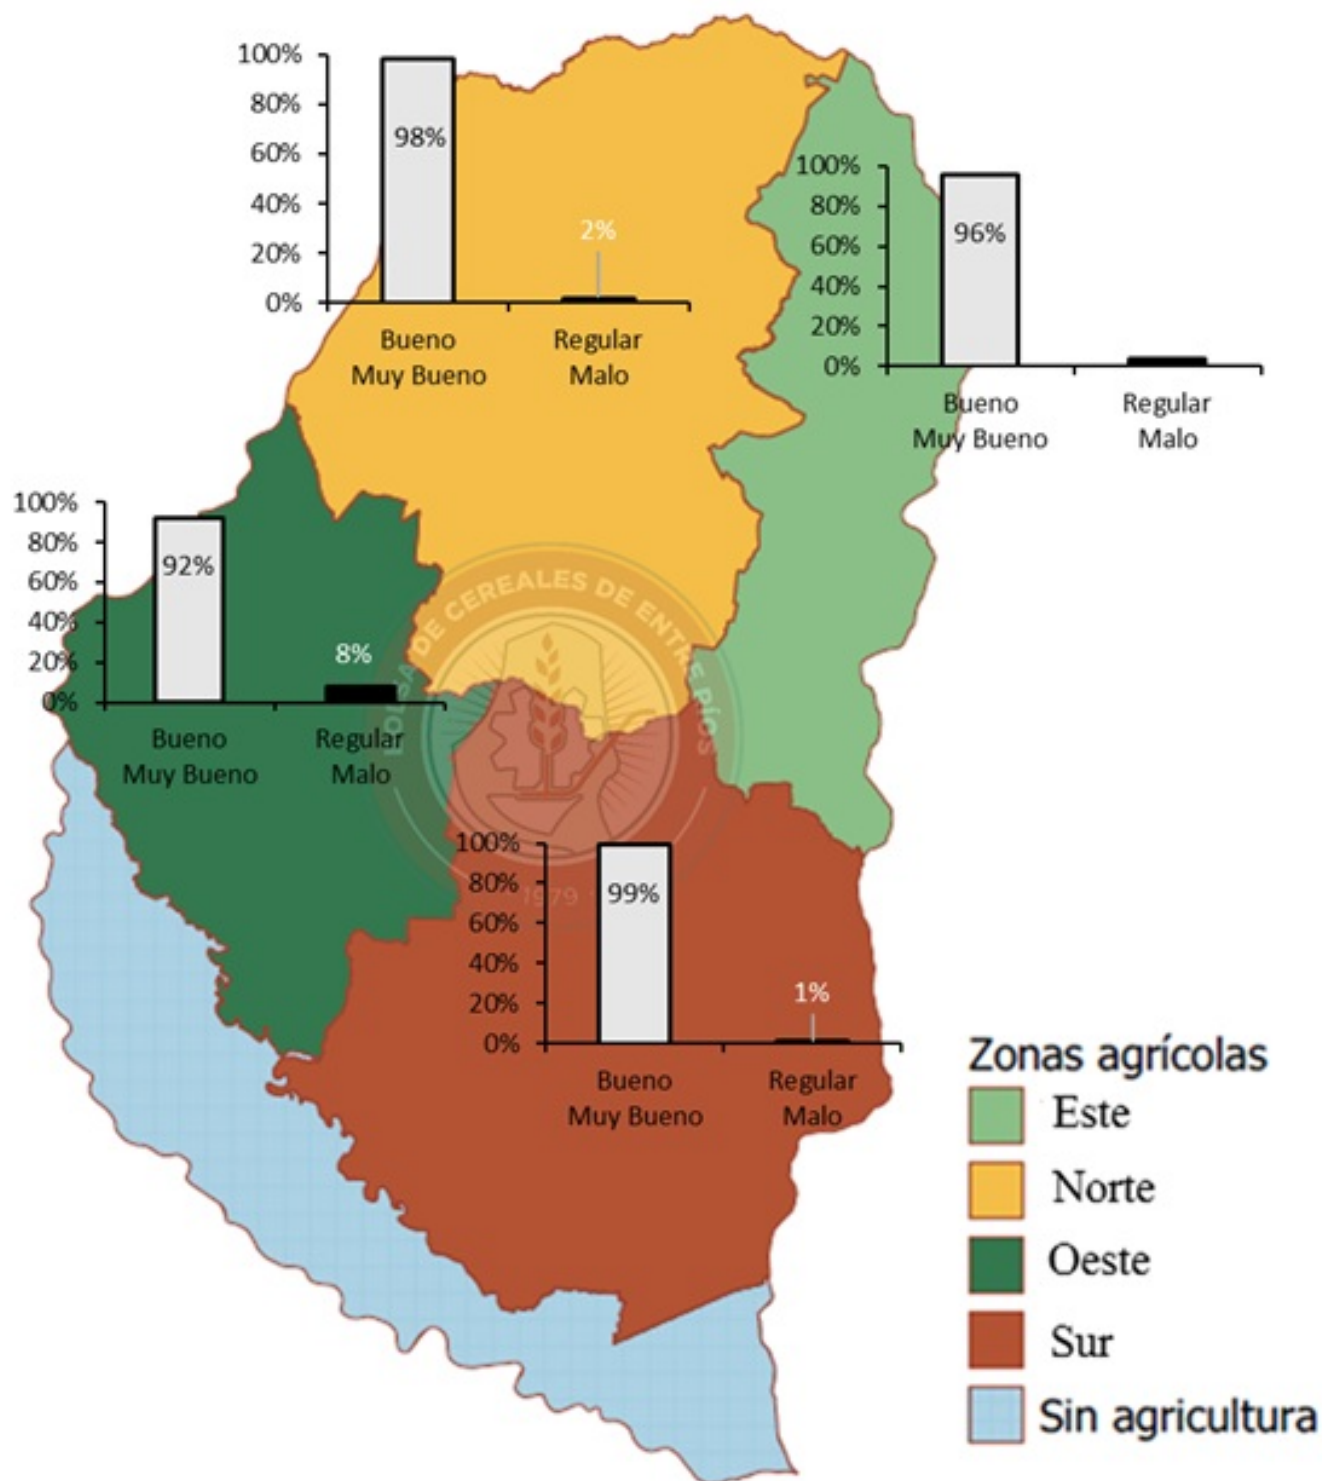 100%
80%
60%
40%
20%
0%
98%
2%
Bueno
Muy Bueno
Regular
Malo
100%
80%
60%
40%
20%
0%
96%
Bueno
Muy Bueno
Regular
Malo
100%
80%
60%
40%
20%
0%
92%
8%
Bueno
Muy Bueno
Regular
Malo
BOLSA DE CEREALES DE ENTRE RÍOS
1979
100%
80%
60%
40%
20%
0%
99%
1%
Bueno
Muy Bueno
Regular
Malo
Zonas agrícolas
Este
Norte
Oeste
Sur
Sin agricultura